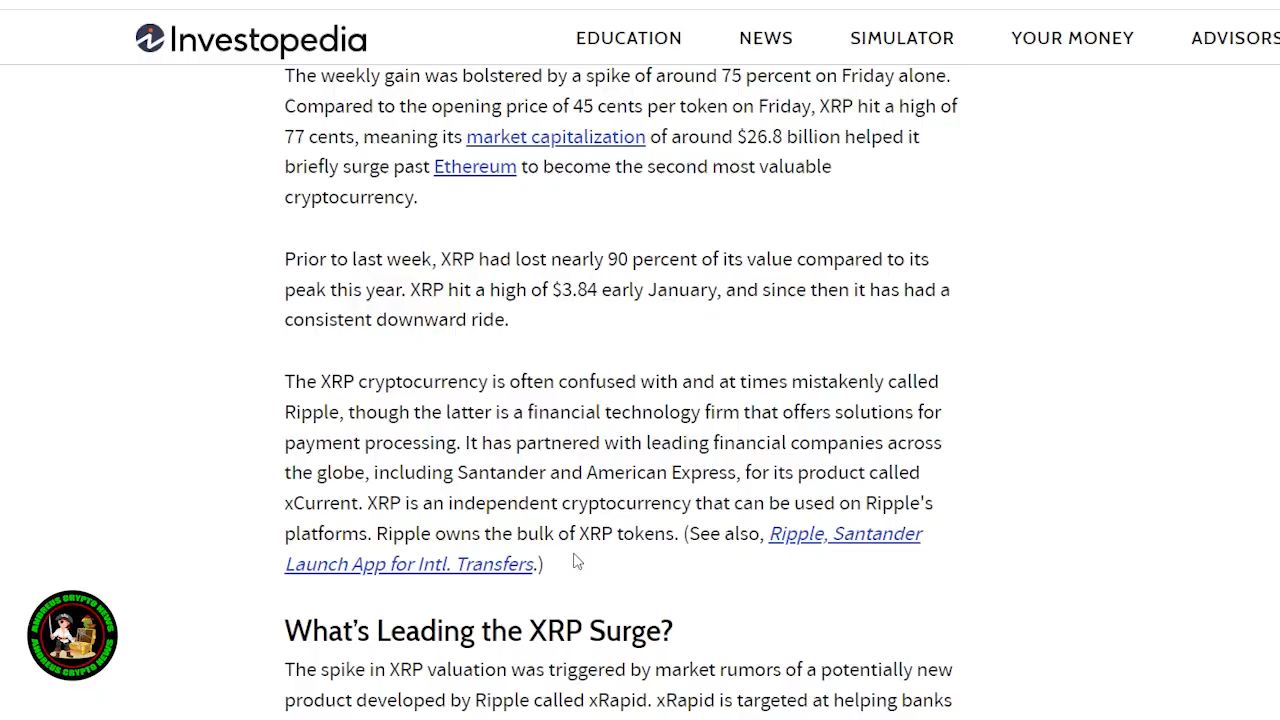 Investopedia
EDUCATION NEWS SIMULATOR YOUR MONEY ADVISORS
The weekly gain was bolstered by a spike of around 75 percent on Friday alone.
Compared to the opening price of 45 cents per token on Friday, XRP hit a high of
77 cents, meaning its market capitalization of around $26.8 billion helped it
briefly surge past Ethereum to become the second most valuable
cryptocurrency.
Prior to last week, XRP had lost nearly 90 percent of its value compared to its
peak this year. XRP hit a high of $3.84 early January, and since then it has had a
consistent downward ride.
The XRP cryptocurrency is often confused with and at times mistakenly called
Ripple, though the latter is a financial technology firm that offers solutions for
payment processing. It has partnered with leading financial companies across
the globe, including Santander and American Express, for its product called
xCurrent. XRP is an independent cryptocurrency that can be used on Ripple's
platforms. Ripple owns the bulk of XRP tokens. (See also, Ripple, Santander
Launch App for Intl. Transfers.)
ANDREUS CRYPTO NEWS
ANDREUS CRYPTO NEWS
What's Leading the XRP Surge?
The spike in XRP valuation was triggered by market rumors of a potentially new
product developed by Ripple called xRapid. xRapid is targeted at helping banks